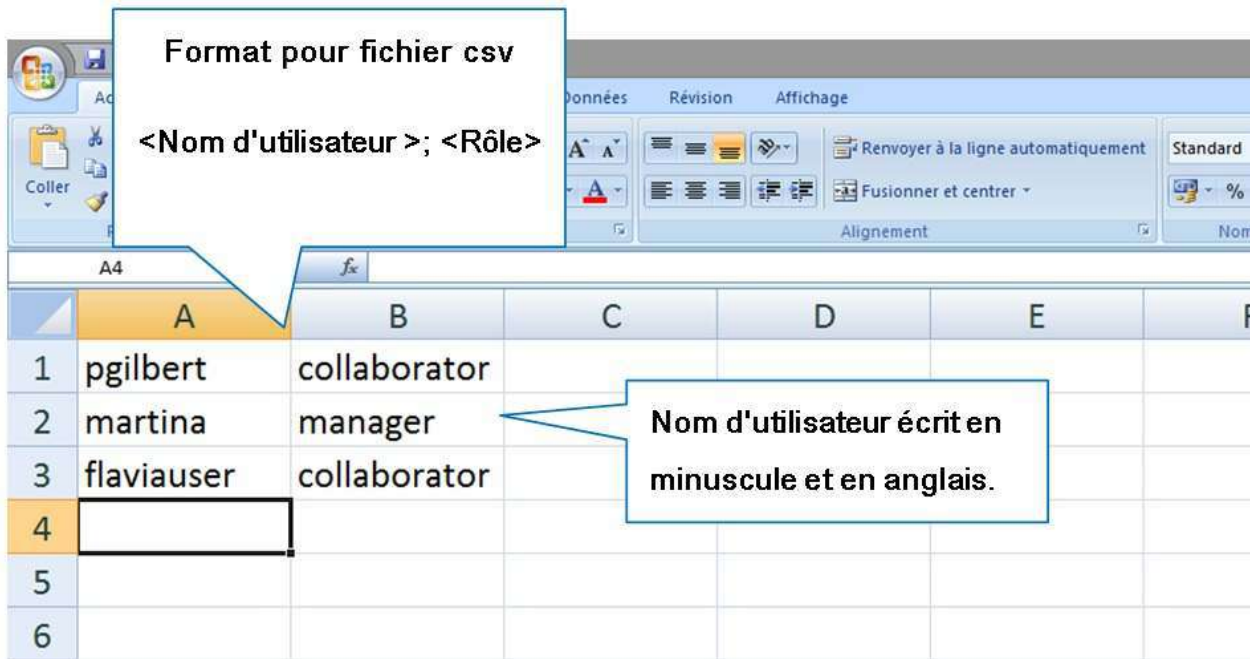 Format pour fichier csv
<Nom d'utilisateur >; <Rôle>
Données Révision Affichage
Renvoyer à la ligne automatiquement Standard
Coller
Fusionner et centrer
%
Alignement
A4 fx
A B C D E
1 pgilbert collaborator
2 martina manager
3 flaviauser collaborator
4
5
6
Nom d'utilisateur écrit en
minuscule et en anglais.